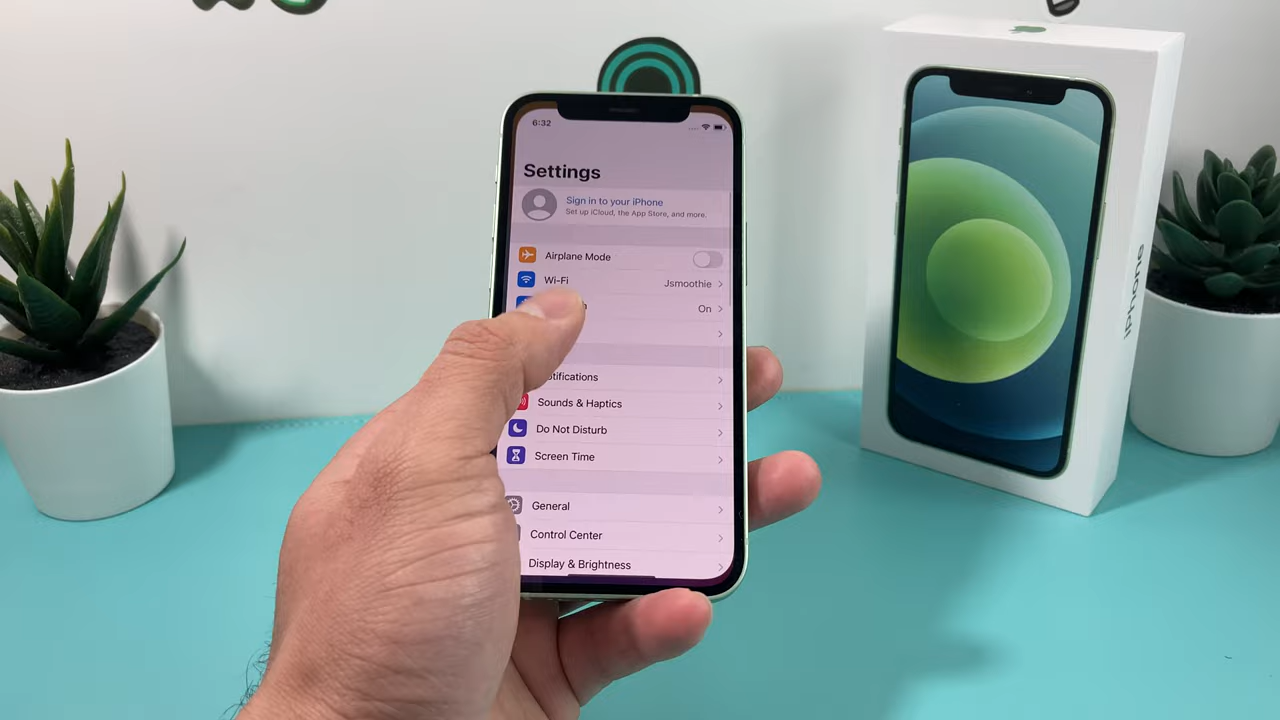 6:32
Settings
Sign in to your iPhone
Set up iCloud, the App Store, and more.
Airplane Mode
Wi-Fi Jsmoothie
On
Sounds & Haptics
Do Not Disturb
Screen Time
General
Control Center
Display & Brightness
iPhone